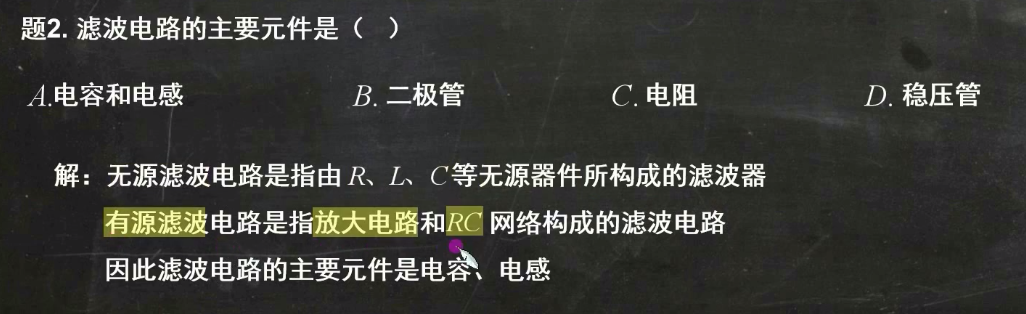 题2. 滤波电路的主要元件是（ ）
A.电容和电感 B. 二极管 C. 电阻 D. 稳压管
解：无源滤波电路是指由 R、L、C等无源器件所构成的滤波器
有源滤波电路是指放大电路和RC 网络构成的滤波电路
因此滤波电路的主要元件是电容、电感